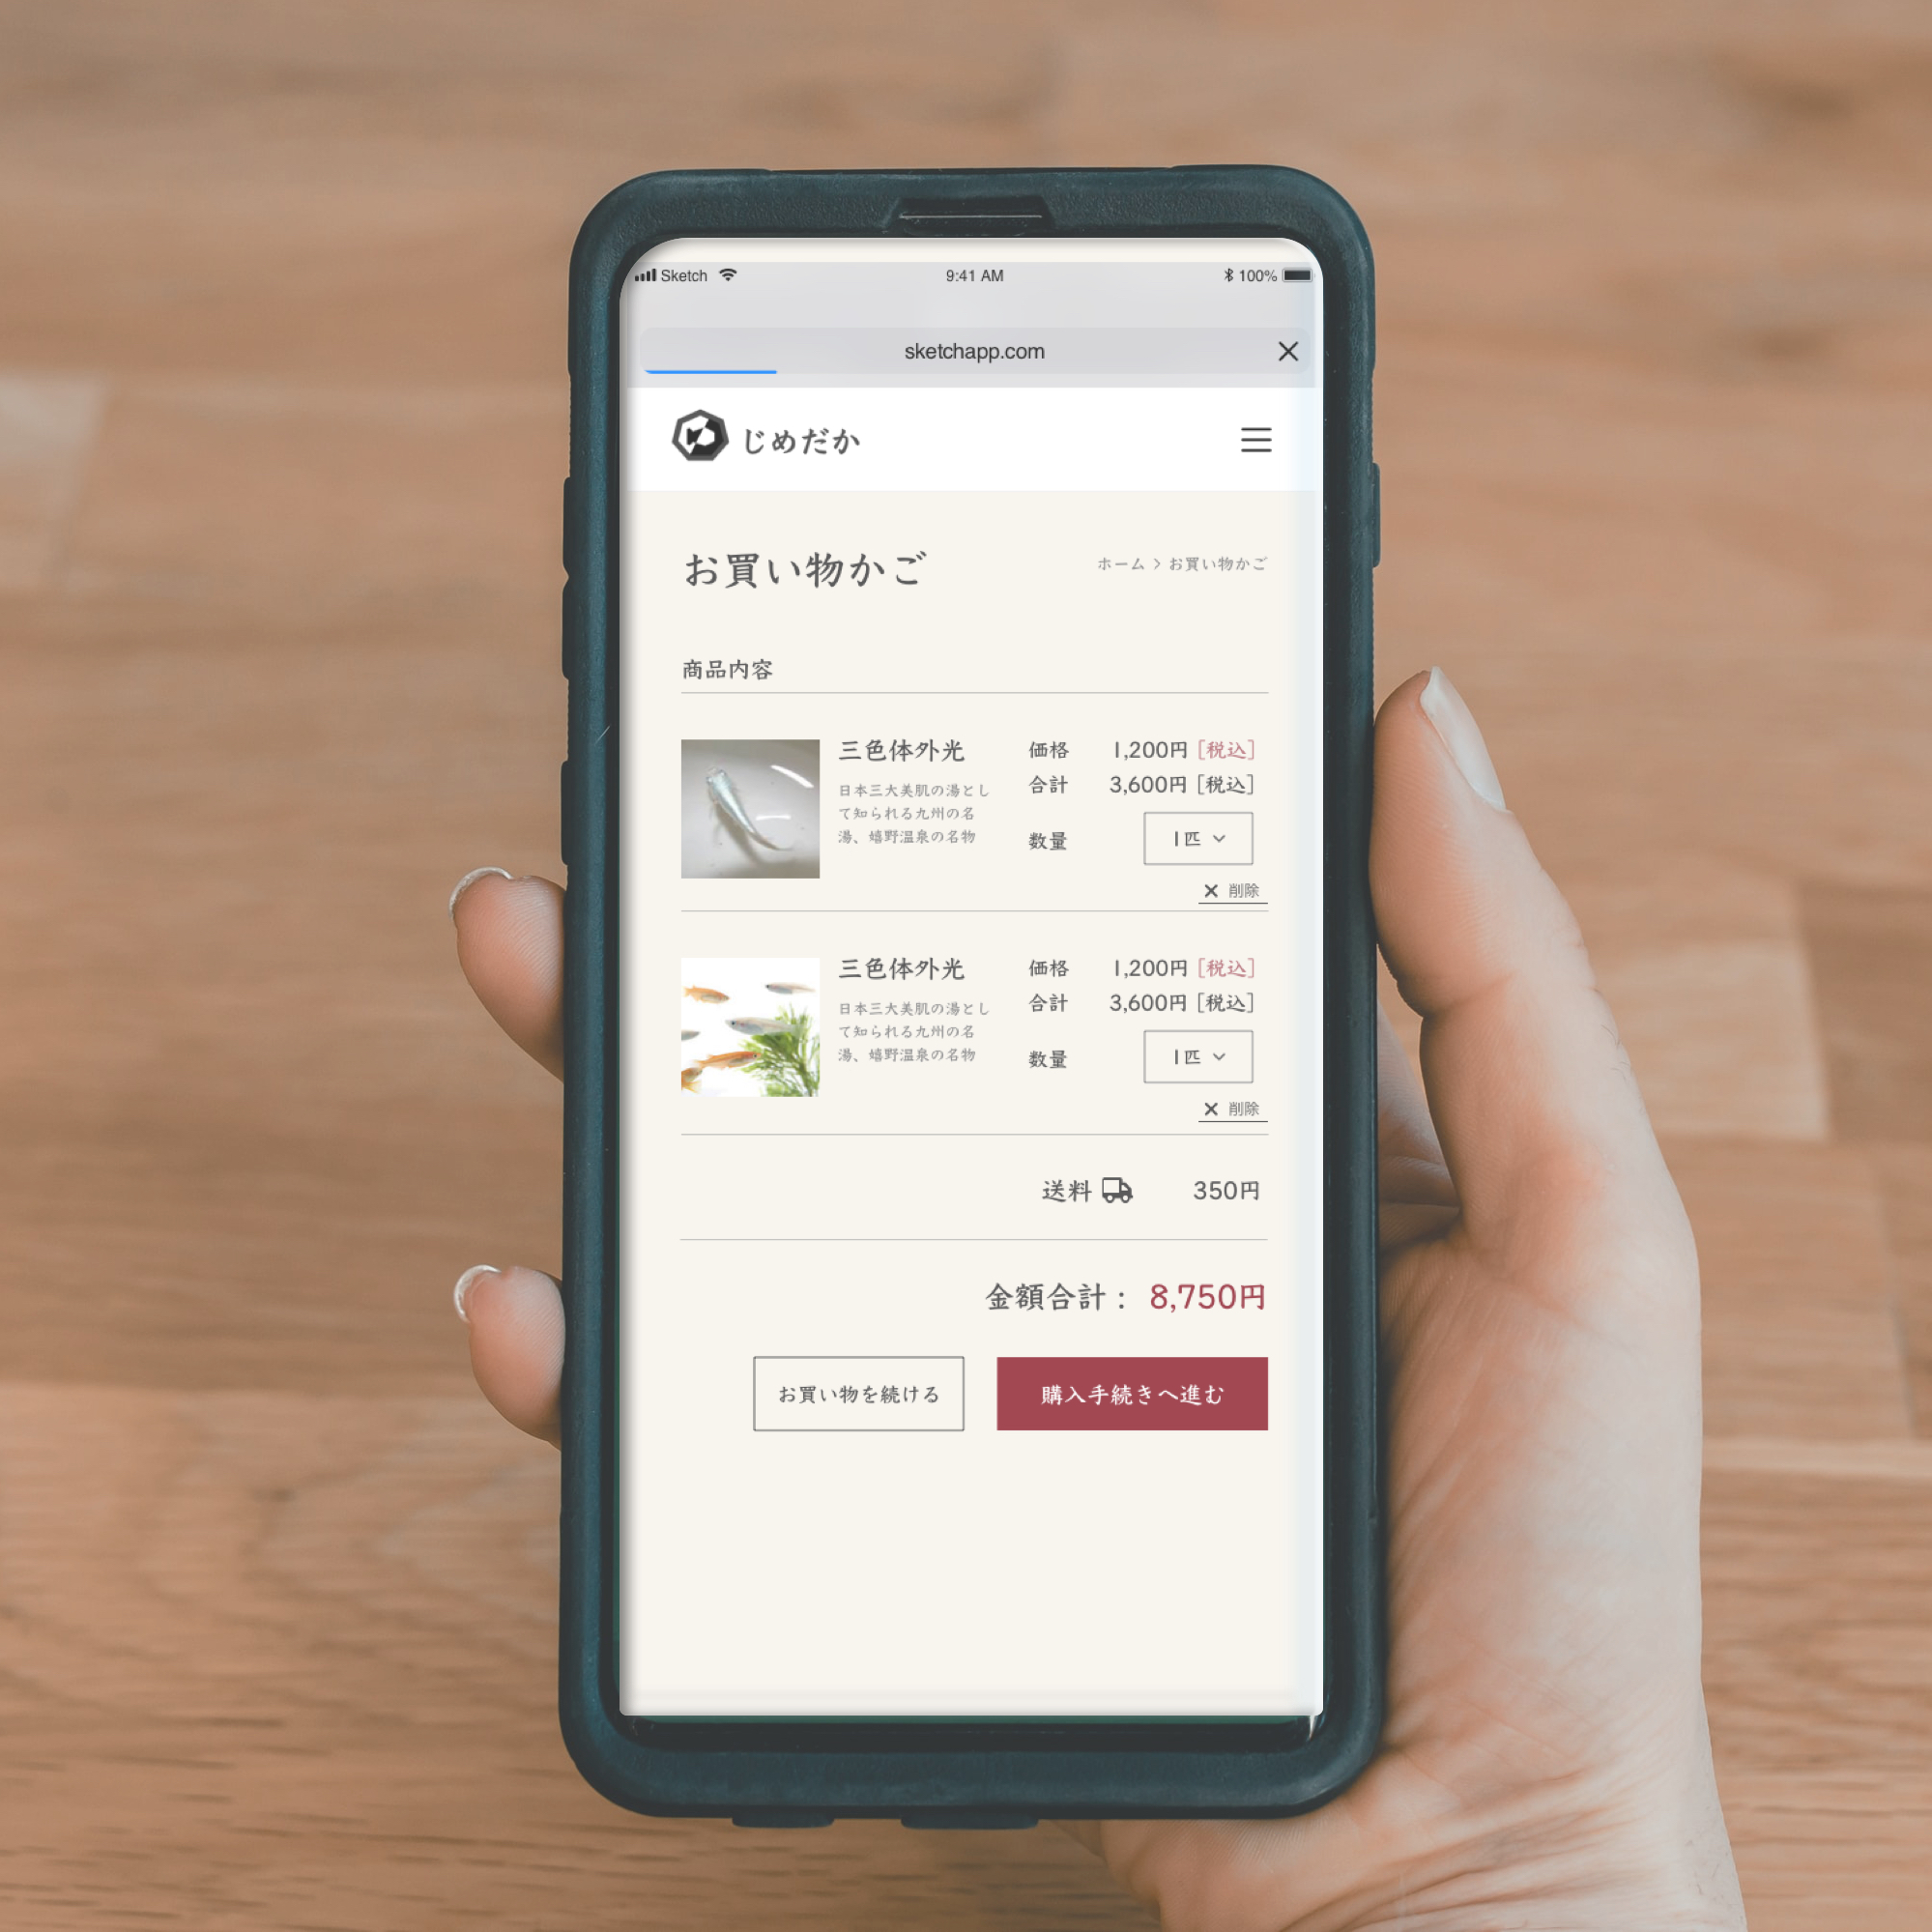 Sketch 9:41 AM 100%
sketchapp.com
じめだか
お買い物かご ホーム > お買い物かご
商品内容
三色体外光
日本三大美肌の湯とし
て知られる九州の名
湯、嬉野温泉の名物
価格 1,200円 [税込]
合計 3,600円 [税込]
数量 1匹
削除
三色体外光
日本三大美肌の湯とし
て知られる九州の名
湯、嬉野温泉の名物
価格 1,200円 [税込]
合計 3,600円 [税込]
数量 1匹
削除
送料 350円
金額合計： 8,750円
お買い物を続ける 購入手続きへ進む